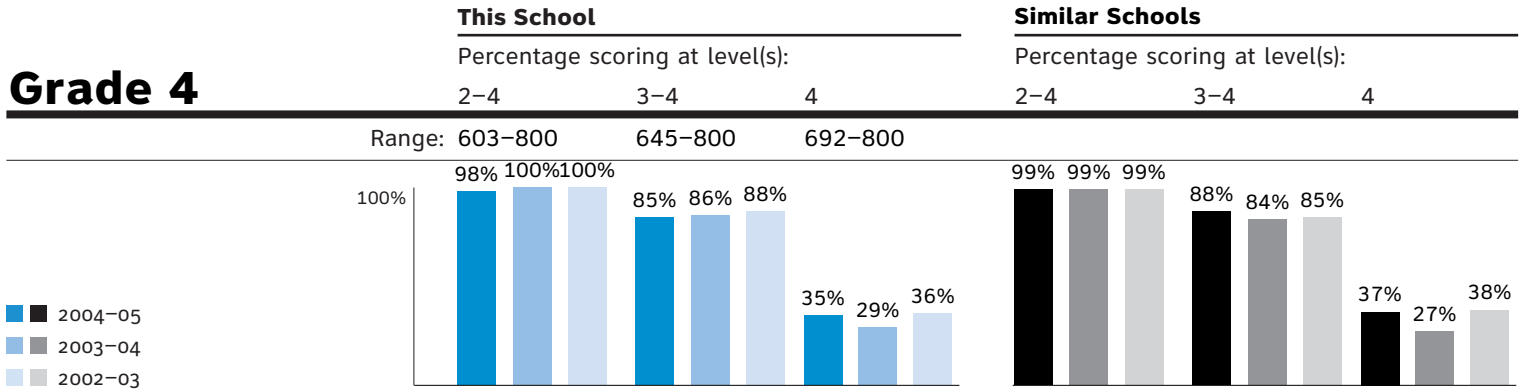 This School Similar Schools
Percentage scoring at level(s): Percentage scoring at level(s):
Grade 4 2–4 3–4 4 2–4 3–4 4
Range: 603–800 645–800 692–800
98% 100% 100% 99% 99% 99%
100% 85% 86% 88% 88% 84% 85%
35% 29% 36% 37% 27% 38%
2004–05
2003–04
2002–03